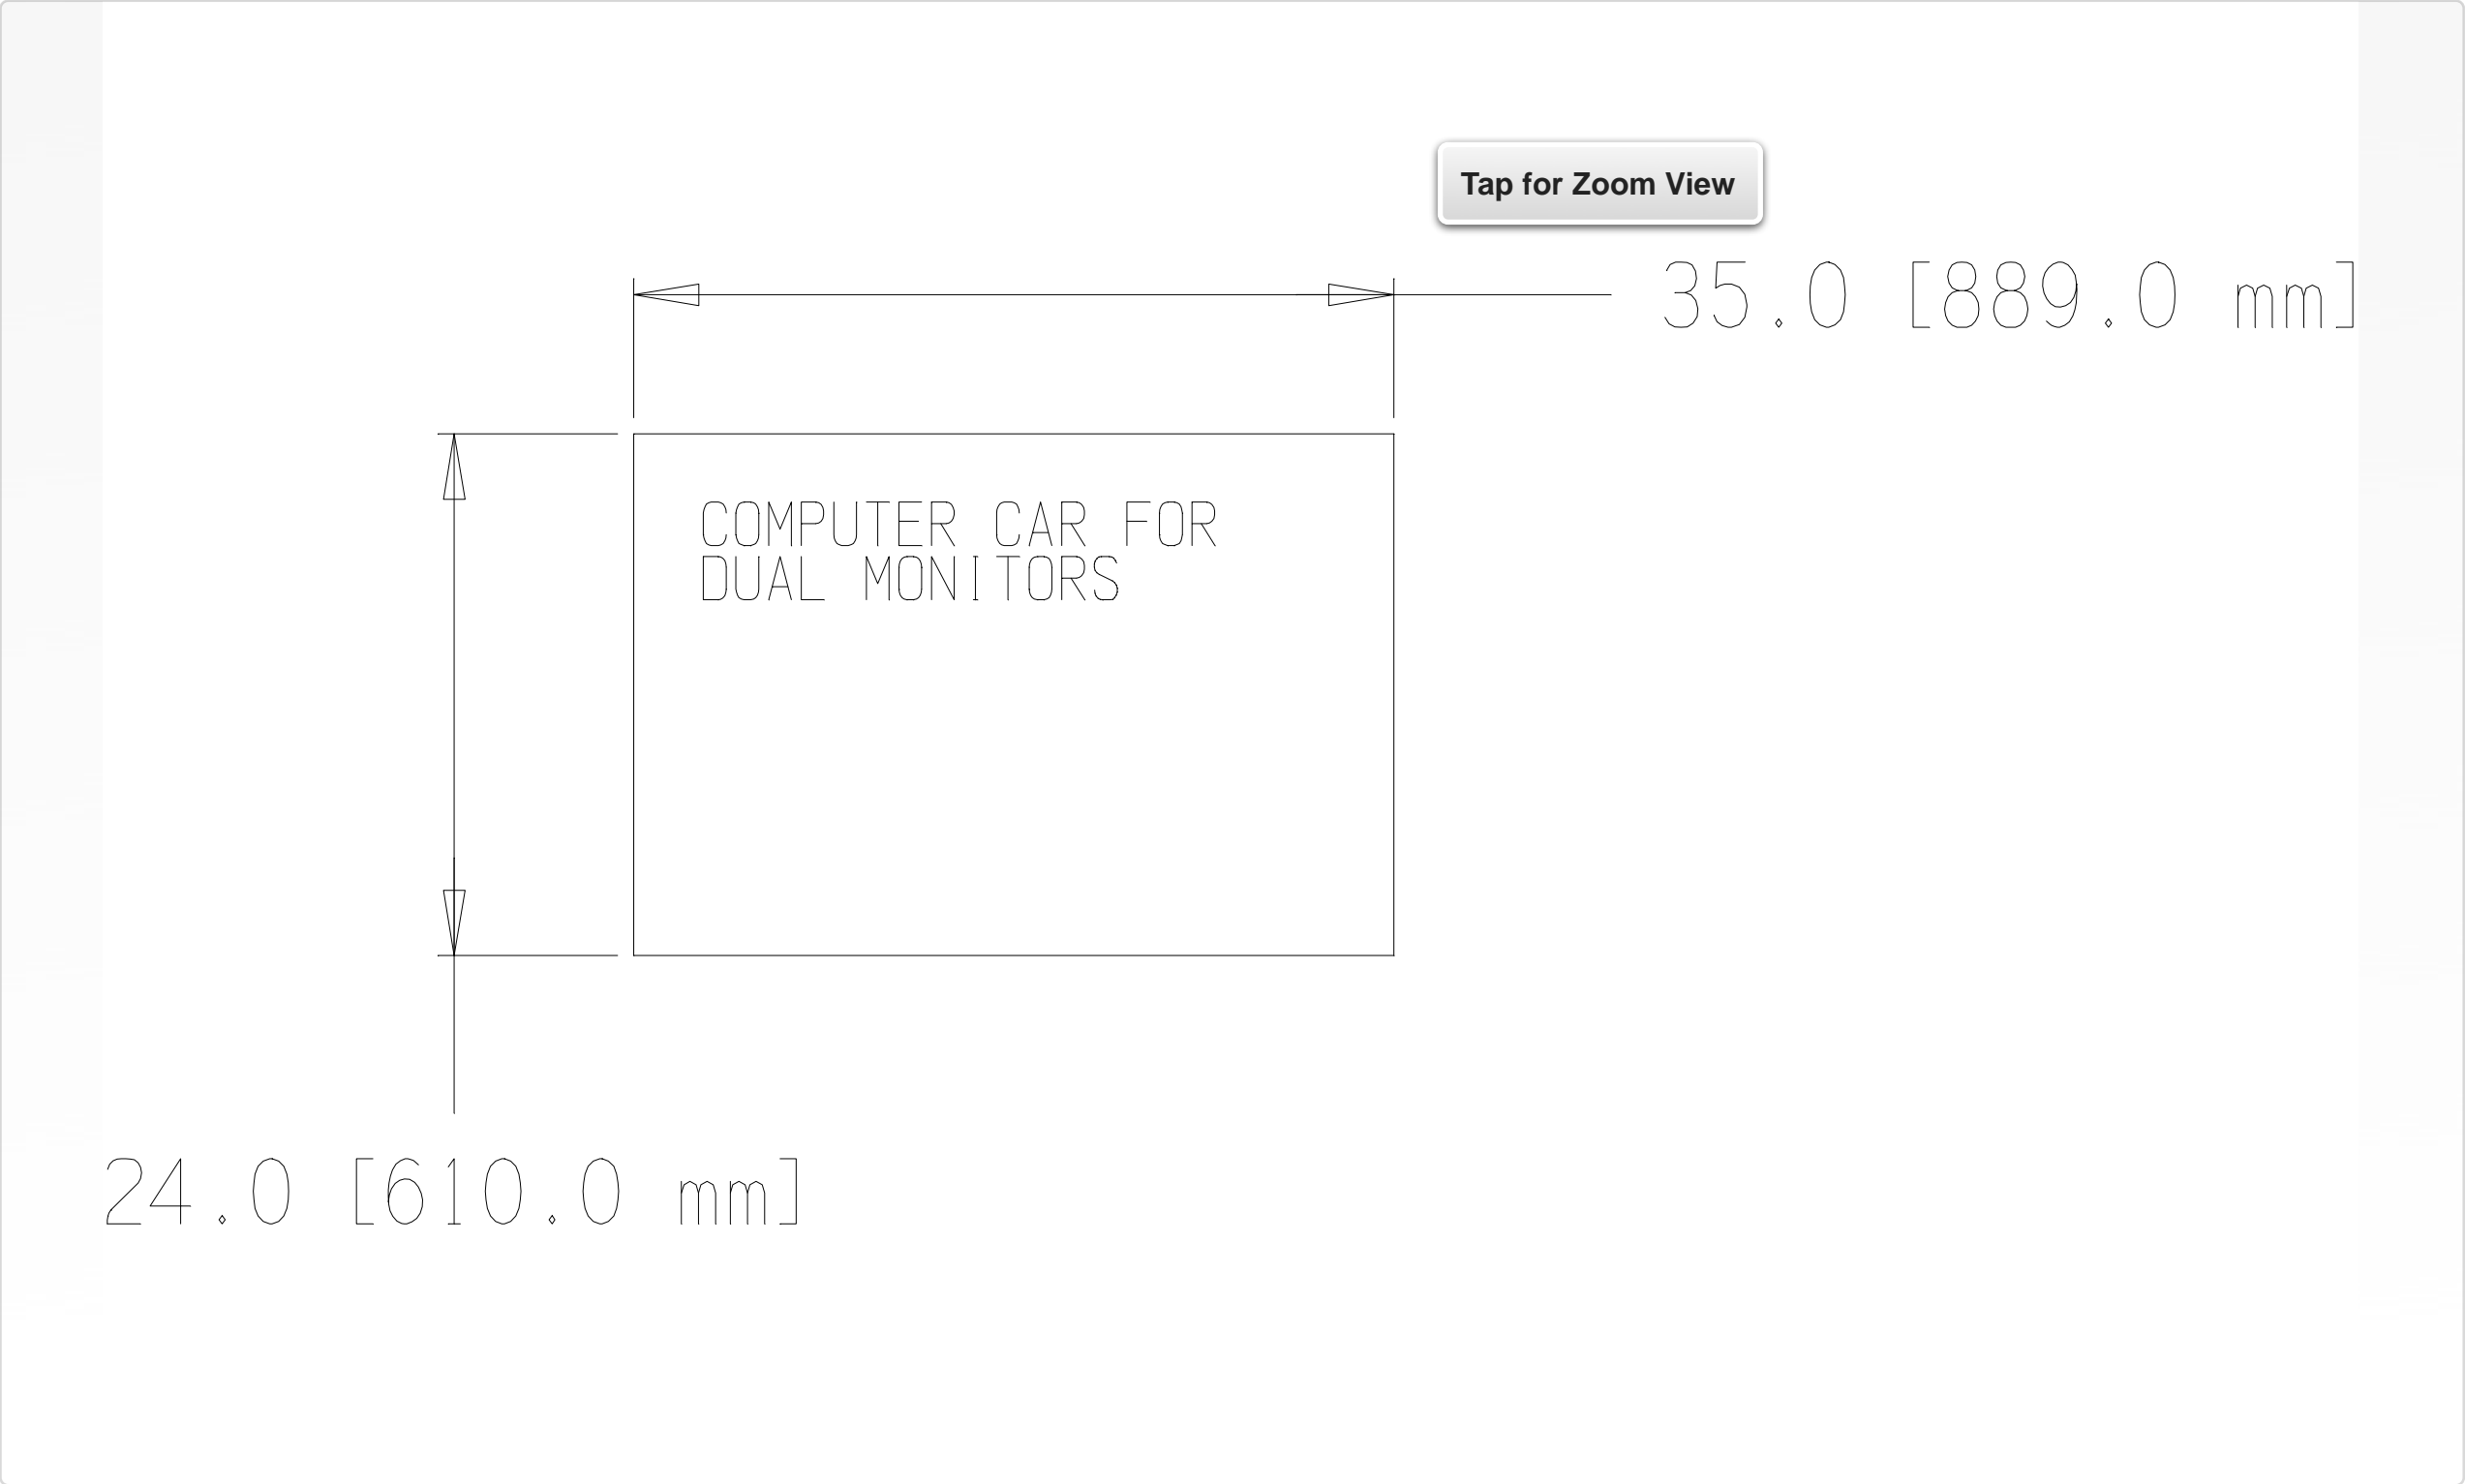 Tap for Zoom View
35.0 [889.0 mm]
COMPUTER CAR FOR
DUAL MONITORS
24.0 [610.0 mm]